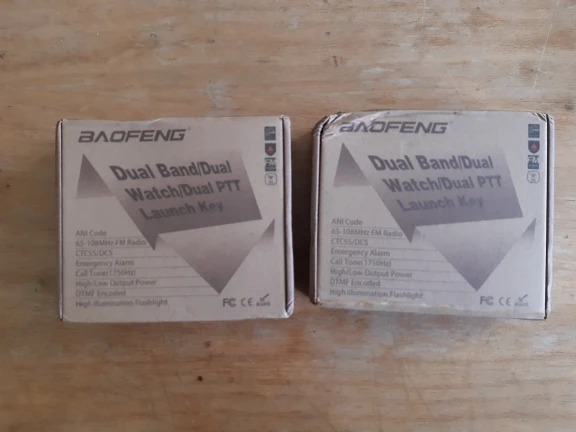 BAOFENG
Dual Band/Dual
Watch/Dual PTT
Launch Key
ANI Code
65-108MHz FM Radio
CTCSS/DCS
Emergency Alarm
Call Tone(1750Hz)
High/Low Output Power
DTMF Encoded
High illumination Flashlight
FC CE RoHS
BAOFENG
Dual Band/Dual
Watch/Dual PTT
Launch Key
ANI Code
65-108MHz FM Radio
CTCSS/DCS
Emergency Alarm
Call Tone(1750Hz)
High/Low Output Power
DTMF Encoded
High illumination Flashlight
FC CE RoHS